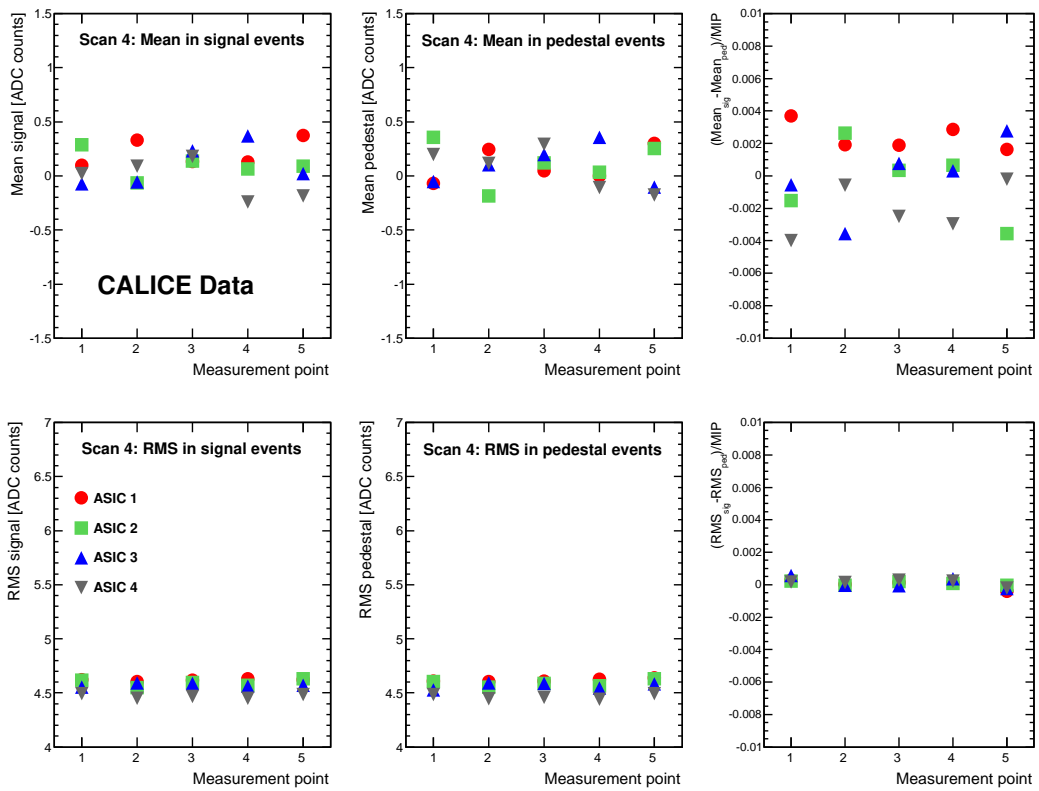 Scan 4: Mean in signal events
Mean signal [ADC counts]
1.5
1
0.5
0
-0.5
-1
-1.5
CALICE Data
1 2 3 4 5
Measurement point
Scan 4: Mean in pedestal events
Mean pedestal [ADC counts]
1.5
1
0.5
0
-0.5
-1
-1.5
1 2 3 4 5
Measurement point
(Mean_sig-Mean_ped)/MIP
0.01
0.008
0.006
0.004
0.002
0
-0.002
-0.004
-0.006
-0.008
-0.01
1 2 3 4 5
Measurement point
Scan 4: RMS in signal events
RMS signal [ADC counts]
7
6.5
6
5.5
5
4.5
4
ASIC 1
ASIC 2
ASIC 3
ASIC 4
1 2 3 4 5
Measurement point
Scan 4: RMS in pedestal events
RMS pedestal [ADC counts]
7
6.5
6
5.5
5
4.5
4
1 2 3 4 5
Measurement point
(RMS_sig-RMS_ped)/MIP
0.01
0.008
0.006
0.004
0.002
0
-0.002
-0.004
-0.006
-0.008
-0.01
1 2 3 4 5
Measurement point